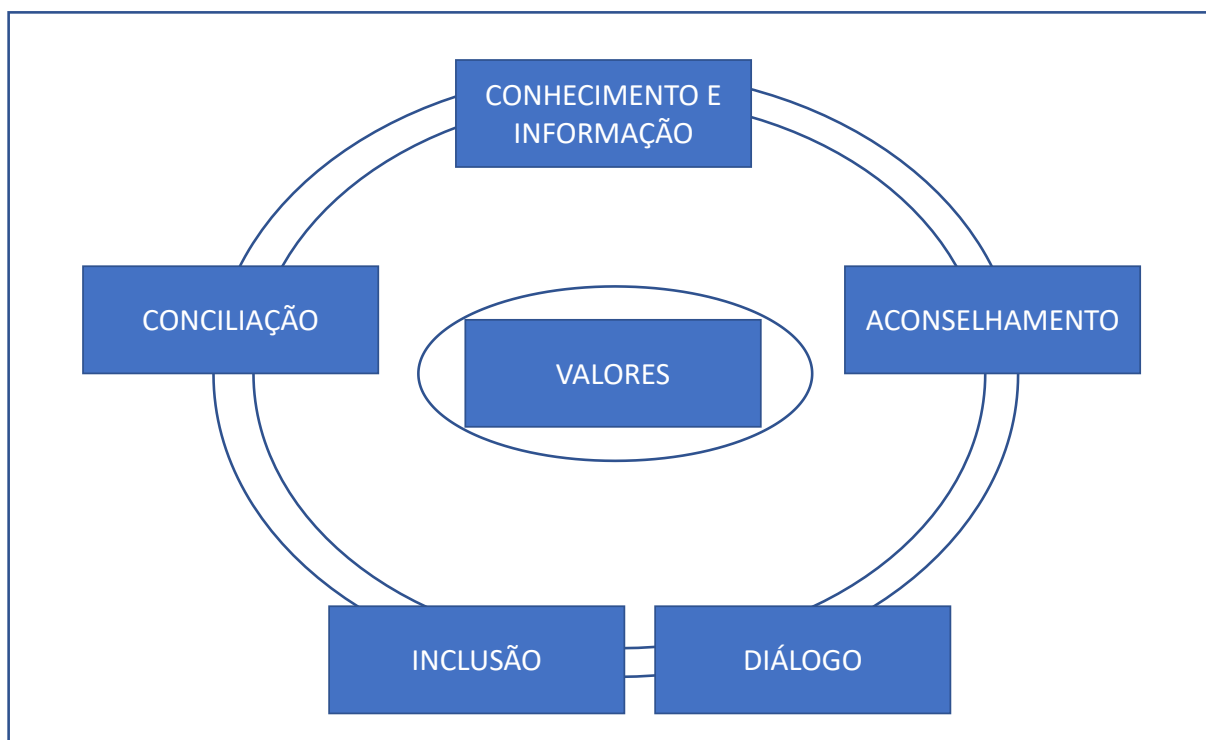 CONHECIMENTO E
INFORMAÇÃO
CONCILIAÇÃO
ACONSELHAMENTO
VALORES
INCLUSÃO
DIÁLOGO